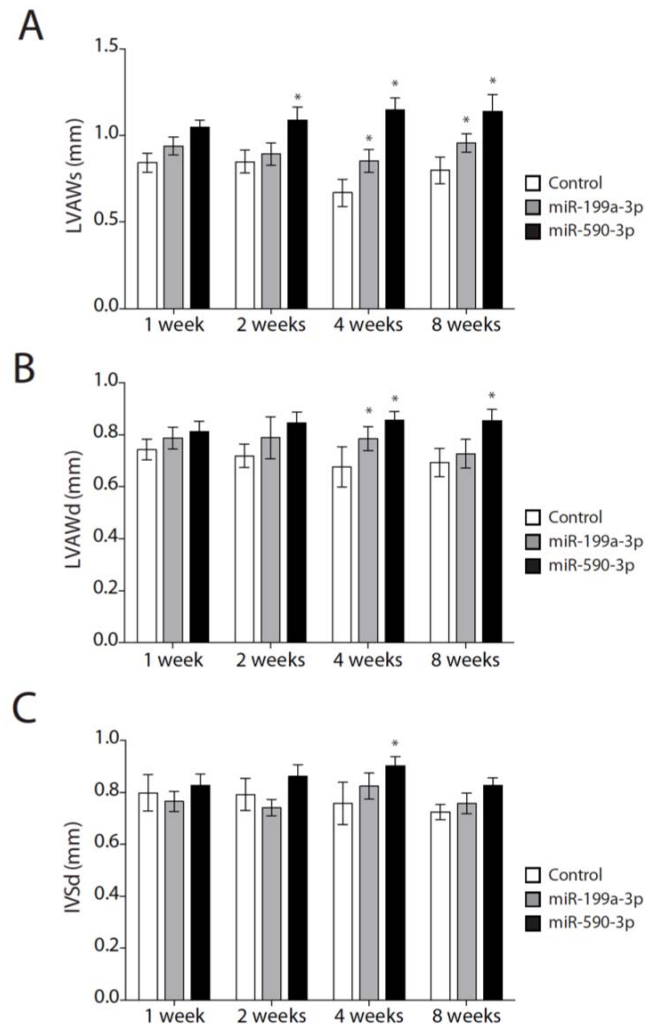 A
LVAWs (mm)
1.5
1.0
0.5
0.0
* * * * *
1 week 2 weeks 4 weeks 8 weeks
Control
miR-199a-3p
miR-590-3p
B
LVAWd (mm)
1.0
0.8
0.6
0.4
0.2
0.0
* * *
1 week 2 weeks 4 weeks 8 weeks
Control
miR-199a-3p
miR-590-3p
C
IVSd (mm)
1.0
0.8
0.6
0.4
0.2
0.0
*
1 week 2 weeks 4 weeks 8 weeks
Control
miR-199a-3p
miR-590-3p